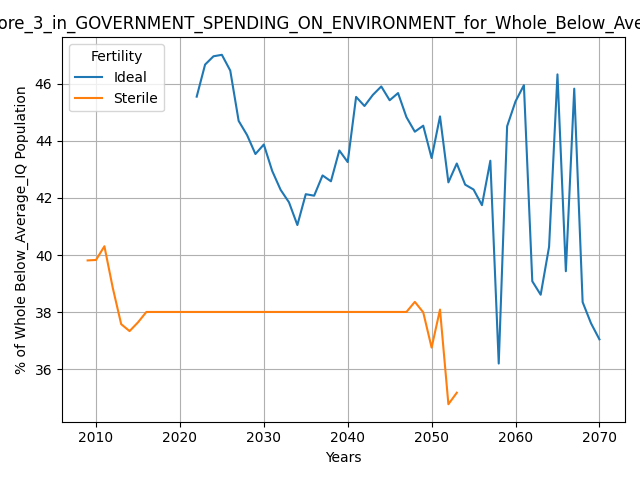 ore_3_in_GOVERNMENT_SPENDING_ON_ENVIRONMENT_for_Whole_Below_Ave
Fertility
Ideal
Sterile
% of Whole Below_Average_IQ Population
46
44
42
40
38
36
2010 2020 2030 2040 2050 2060 2070
Years